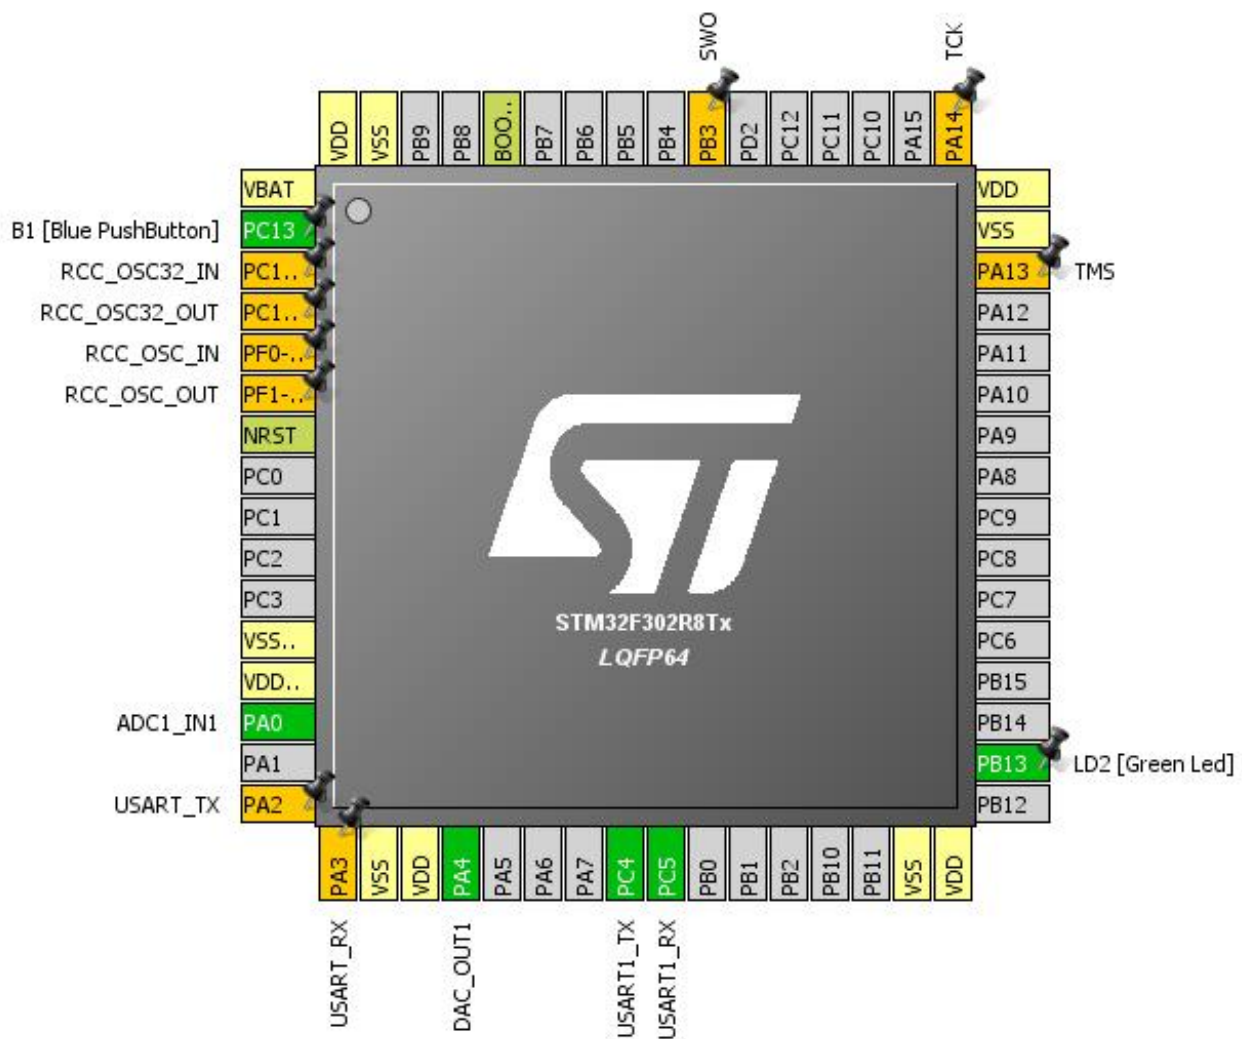 SWO
TCK
VDD
VSS
PB9
PB8
BOO..
PB7
PB6
PB5
PB4
PB3
PD2
PC12
PC11
PC10
PA15
PA14
VBAT
B1 [Blue PushButton] PC13
RCC_OSC32_IN PC1..
RCC_OSC32_OUT PC1..
RCC_OSC_IN PF0-..
RCC_OSC_OUT PF1-..
NRST
PC0
PC1
PC2
PC3
VSS..
VDD..
ADC1_IN1 PA0
PA1
USART_TX PA2
VDD
VSS
PA13 TMS
PA12
PA11
PA10
PA9
PA8
PC9
PC8
PC7
PC6
PB15
PB14
PB13 LD2 [Green Led]
PB12
ST
STM32F302R8Tx
LQFP64
PA3
VSS
VDD
PA4
PA5
PA6
PA7
PC4
PC5
PB0
PB1
PB2
PB10
PB11
VSS
VDD
USART_RX
DAC_OUT1
USART1_TX
USART1_RX